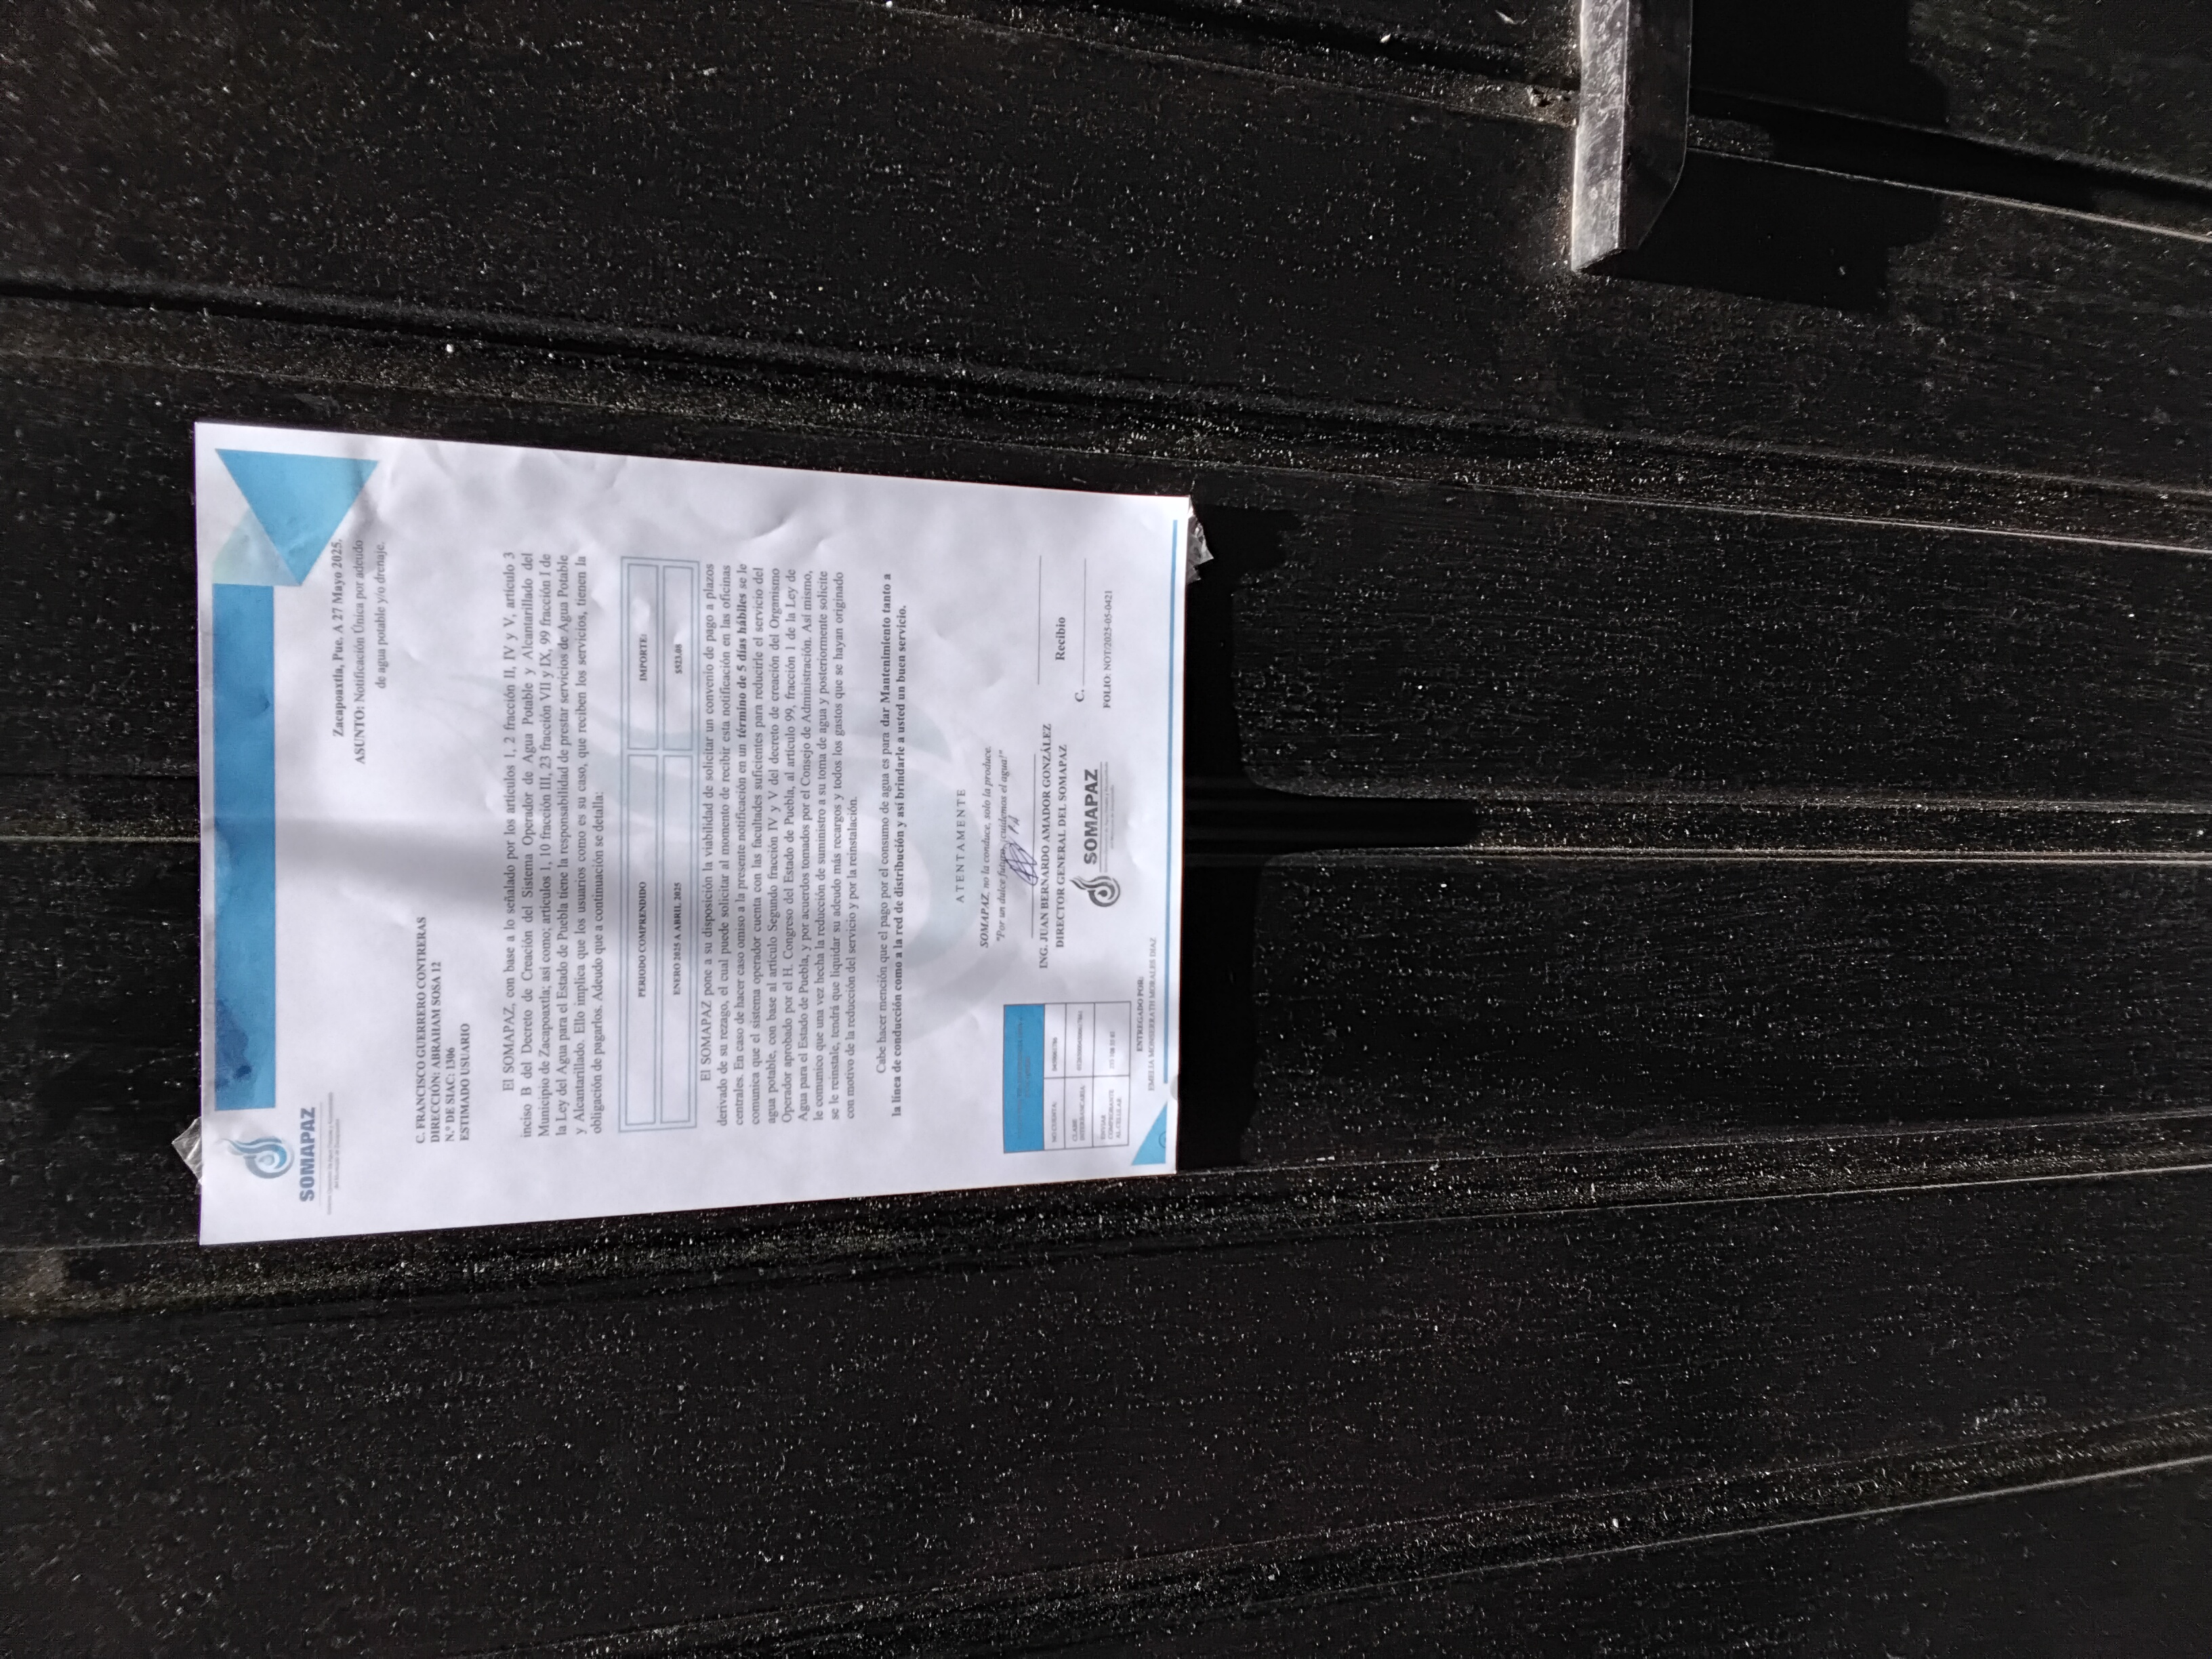 SOMAPAZ
Zacapoaxtla, Pue. A 27 Mayo 2025.
ASUNTO: Notificación Única por adeudo
de agua potable y/o drenaje.
C. FRANCISCO GUERRERO CONTRERAS
DIRECCIÓN: ABRAHAM SOSA 12
N.° DE SIAC: 1306
ESTIMADO USUARIO
El SOMAPAZ, con base a lo señalado por los artículos 1, 2 fracción II, IV y V, artículo 3
inciso B del Decreto de Creación del Sistema Operador de Agua Potable y Alcantarillado del
Municipio de Zacapoaxtla; así como; artículos 1, 10 fracción III, 23 fracción VII y IX, 99 fracción I de
la Ley del Agua para el Estado de Puebla tiene la responsabilidad de prestar servicios de Agua Potable
y Alcantarillado. Ello implica que los usuarios como es su caso, que reciben los servicios, tienen la
obligación de pagarlos. Adeudo que a continuación se detalla:
PERIODO COMPRENDIDO IMPORTE:
ENERO 2025 A ABRIL 2025 $523.08
El SOMAPAZ pone a su disposición la viabilidad de solicitar un convenio de pago a plazos
derivado de su rezago, el cual puede solicitar al momento de recibir esta notificación en las oficinas
centrales. En caso de hacer caso omiso a la presente notificación en un término de 5 días hábiles se le
comunica que el sistema operador cuenta con las facultades suficientes para reducirle el servicio del
agua potable, con base al artículo Segundo fracción IV y V del decreto de creación del Organismo
Operador aprobado por el H. Congreso del Estado de Puebla, al artículo 99, fracción 1 de la Ley de
Agua para el Estado de Puebla, y por acuerdos tomados por el Consejo de Administración. Así mismo,
le comunico que una vez hecha la reducción de suministro a su toma de agua y posteriormente solicite
se le reinstale, tendrá que liquidar su adeudo más recargos y todos los gastos que se hayan originado
con motivo de la reducción del servicio y por la reinstalación.
Cabe hacer mención que el pago por el consumo de agua es para dar Mantenimiento tanto a
la línea de conducción como a la red de distribución y así brindarle a usted un buen servicio.
ATENTAMENTE
SOMAPAZ, no la conduce, solo la produce.
"Por un dulce futuro, ¡cuidemos el agua!"
ING. JUAN BERNARDO AMADOR GONZÁLEZ
DIRECTOR GENERAL DEL SOMAPAZ
SOMAPAZ
Recibio
C.
FOLIO: NOT/2025-05-0421
NO.CUENTA:
CLABE
INTERBANCARIA:
ENVIAR
COMPROBANTE
AL CELULAR:
ENTREGADO POR:
EMELIA MONSERRATH MORALES DIAZ